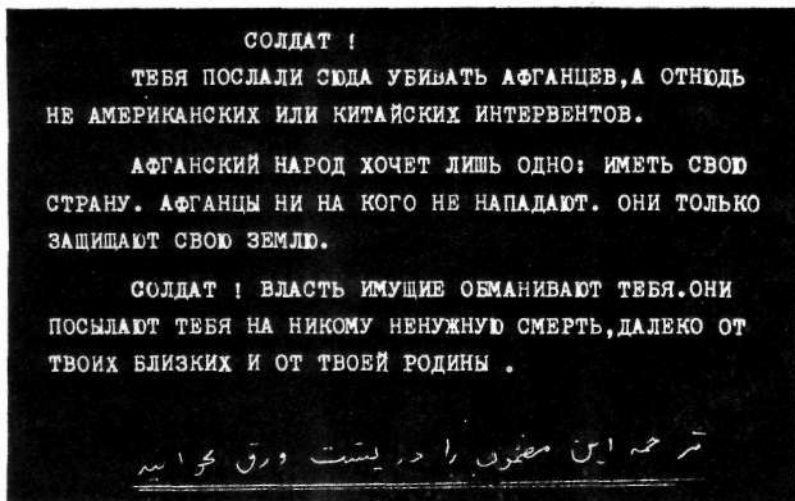 СОЛДАТ !
ТЕБЯ ПОСЛАЛИ СЮДА УБИВАТЬ АФГАНЦЕВ,А ОТНЮДЬ
НЕ АМЕРИКАНСКИХ ИЛИ КИТАЙСКИХ ИНТЕРВЕНТОВ.
АФГАНСКИЙ НАРОД ХОЧЕТ ЛИШЬ ОДНО: ИМЕТЬ СВОЮ
СТРАНУ. АФГАНЦЫ НИ НА КОГО НЕ НАПАДАЮТ. ОНИ ТОЛЬКО
ЗАЩИЩАЮТ СВОЮ ЗЕМЛЮ.
СОЛДАТ ! ВЛАСТЬ ИМУЩИЕ ОБМАНИВАЮТ ТЕБЯ.ОНИ
ПОСЫЛАЮТ ТЕБЯ НА НИКОМУ НЕНУЖНУЮ СМЕРТЬ,ДАЛЕКО ОТ
ТВОИХ БЛИЗКИХ И ОТ ТВОЕЙ РОДИНЫ .
ترجمه این مضمون را در پشت ورق بخوانید